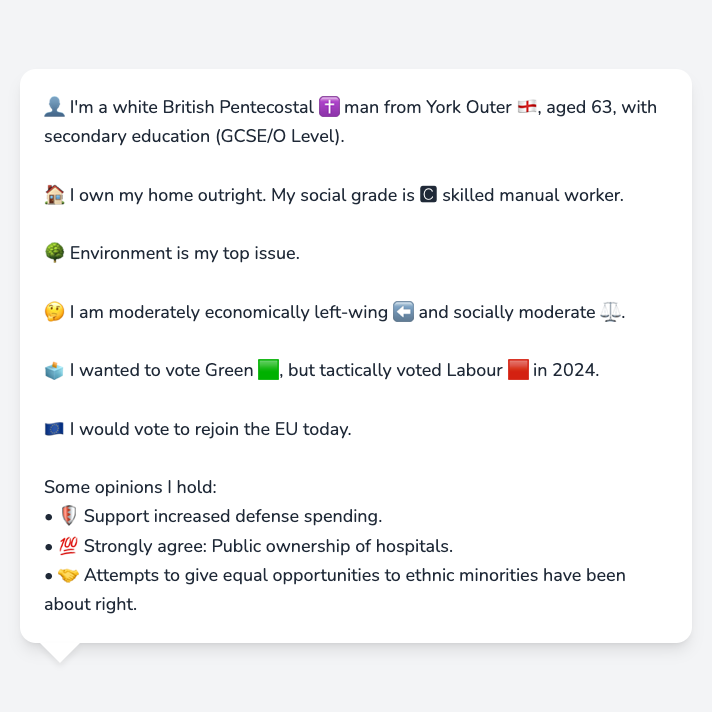 👤 I'm a white British Pentecostal ✝️ man from York Outer 🏴󠁧󠁢󠁥󠁮󠁧󠁿, aged 63, with
secondary education (GCSE/O Level).
🏠 I own my home outright. My social grade is 🅲 skilled manual worker.
🌳 Environment is my top issue.
🤔 I am moderately economically left-wing ⬅️ and socially moderate ⚖️.
🗳️ I wanted to vote Green 🟩, but tactically voted Labour 🟥 in 2024.
🇪🇺 I would vote to rejoin the EU today.
Some opinions I hold:
• 🛡️ Support increased defense spending.
• 💯 Strongly agree: Public ownership of hospitals.
• 🤝 Attempts to give equal opportunities to ethnic minorities have been
about right.